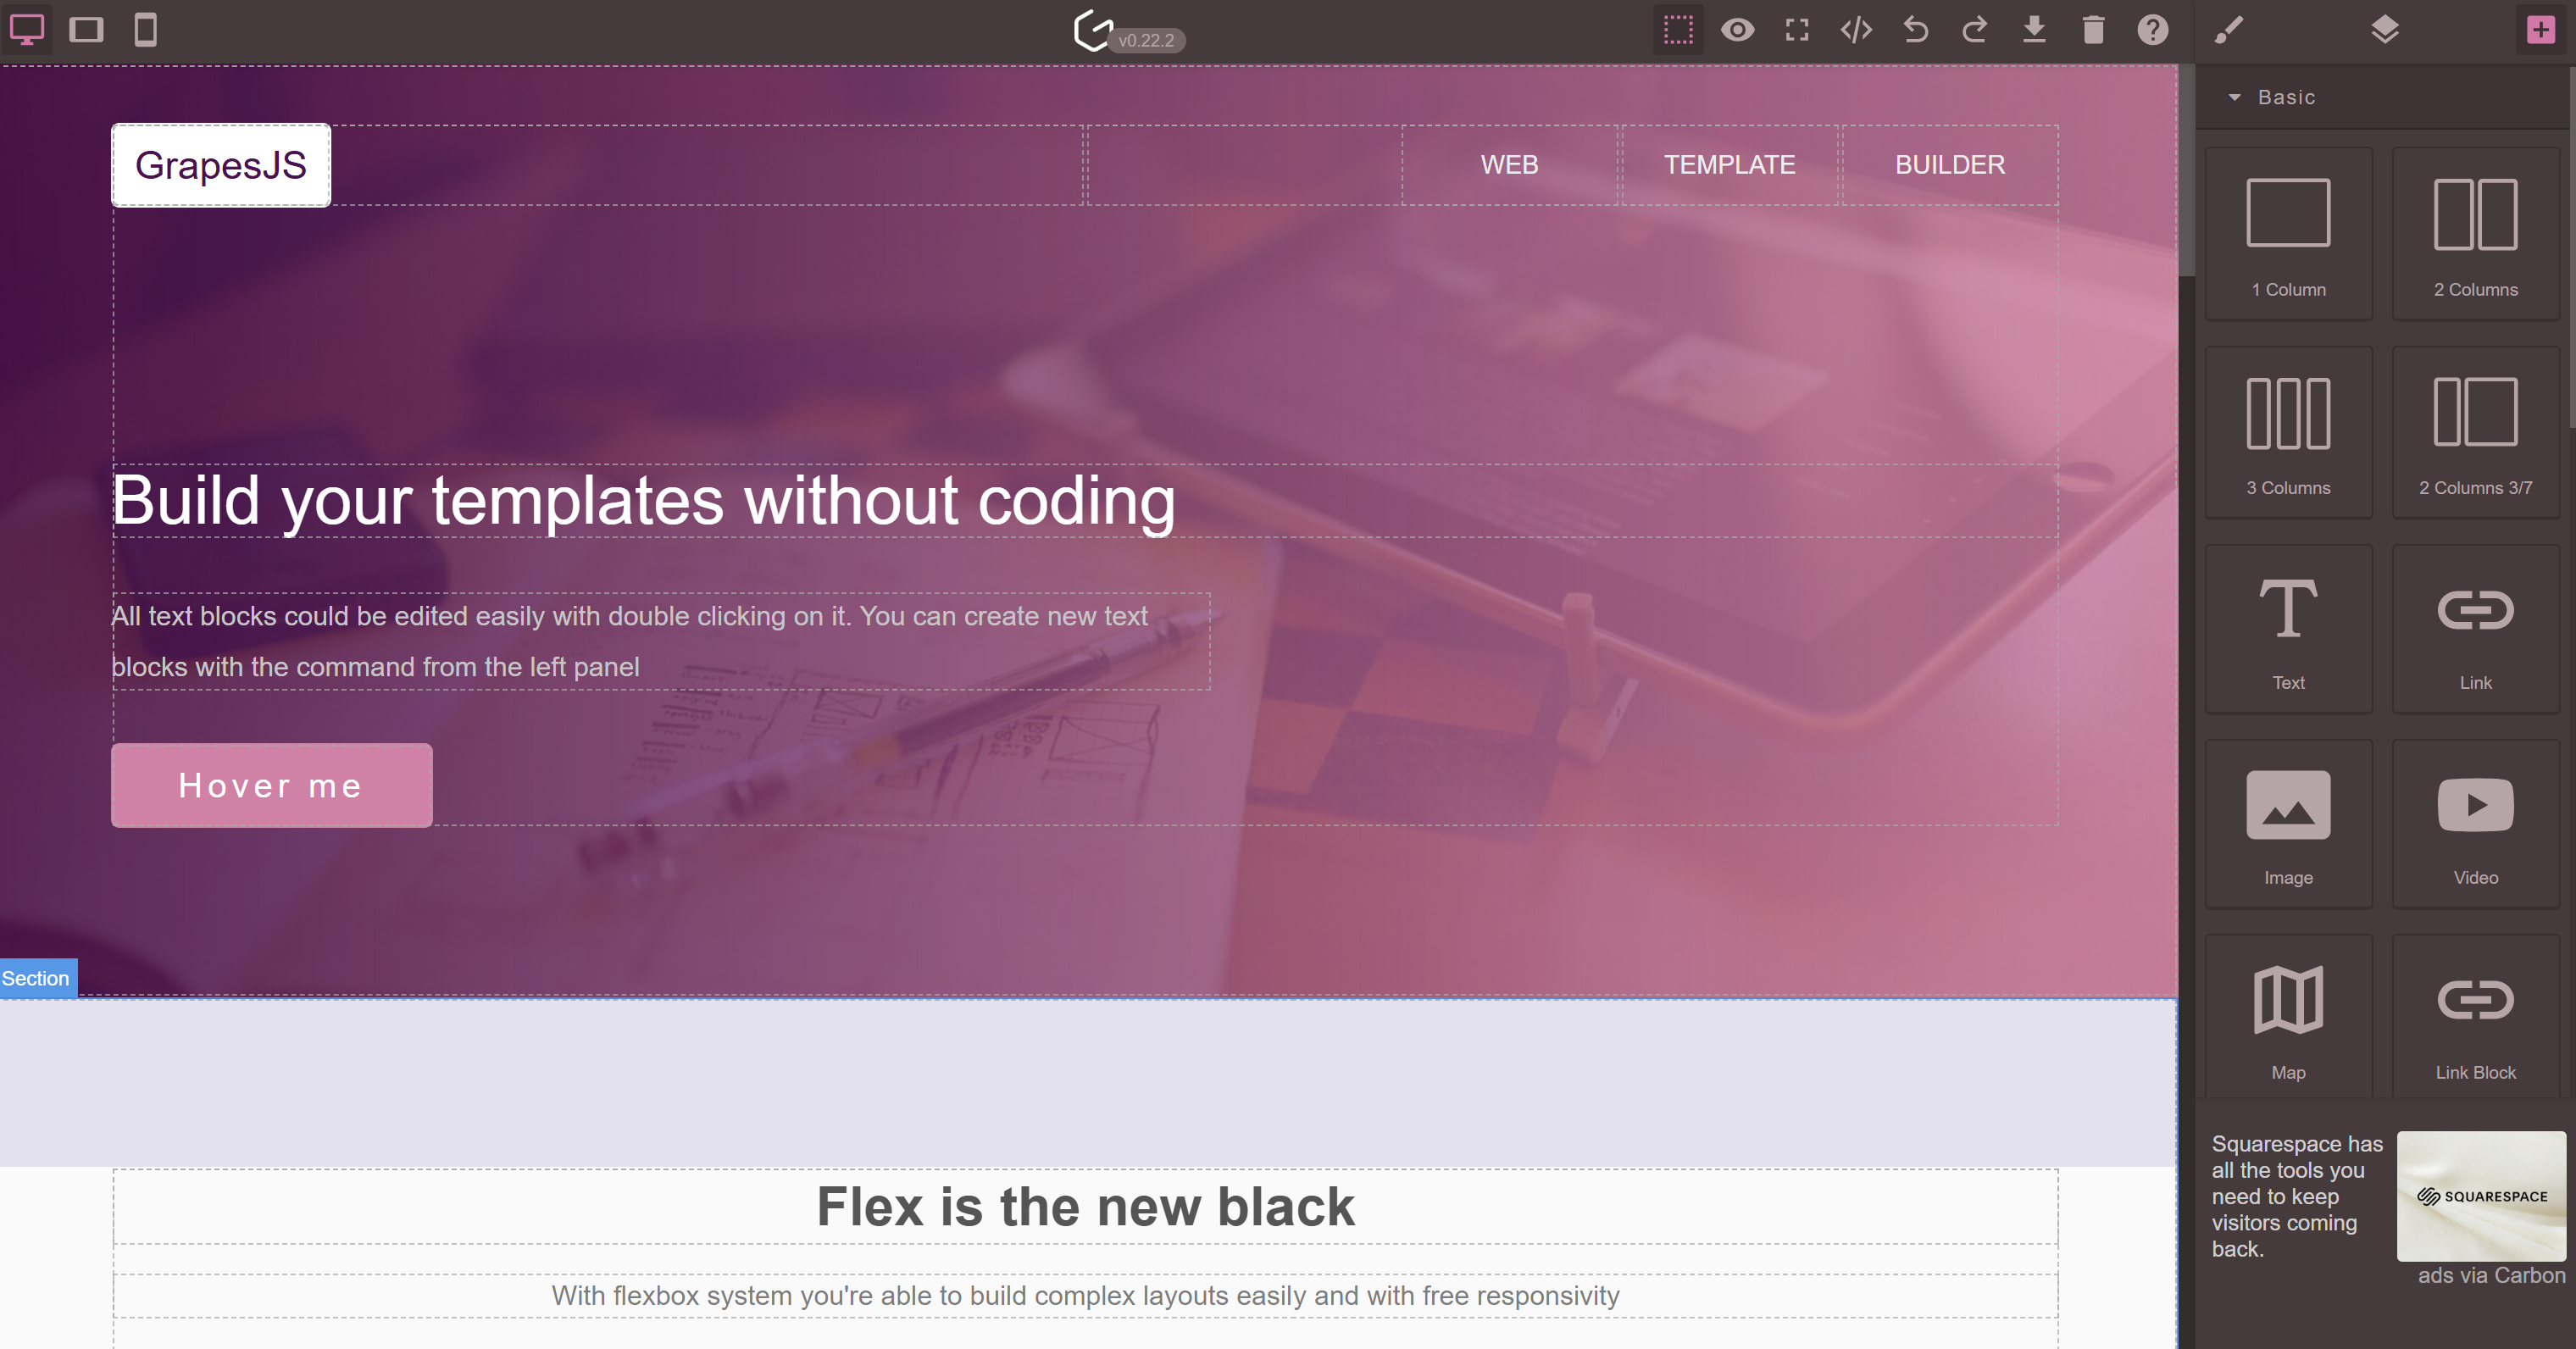 v0.22.2
Basic
GrapesJS
WEB
TEMPLATE
BUILDER
Build your templates without coding
All text blocks could be edited easily with double clicking on it. You can create new text
blocks with the command from the left panel
Hover me
Section
Flex is the new black
With flexbox system you're able to build complex layouts easily and with free responsivity
1 Column
2 Columns
3 Columns
2 Columns 3/7
Text
Link
Image
Video
Map
Link Block
Squarespace has
all the tools you
need to keep
visitors coming
back.
SQUARESPACE
ads via Carbon